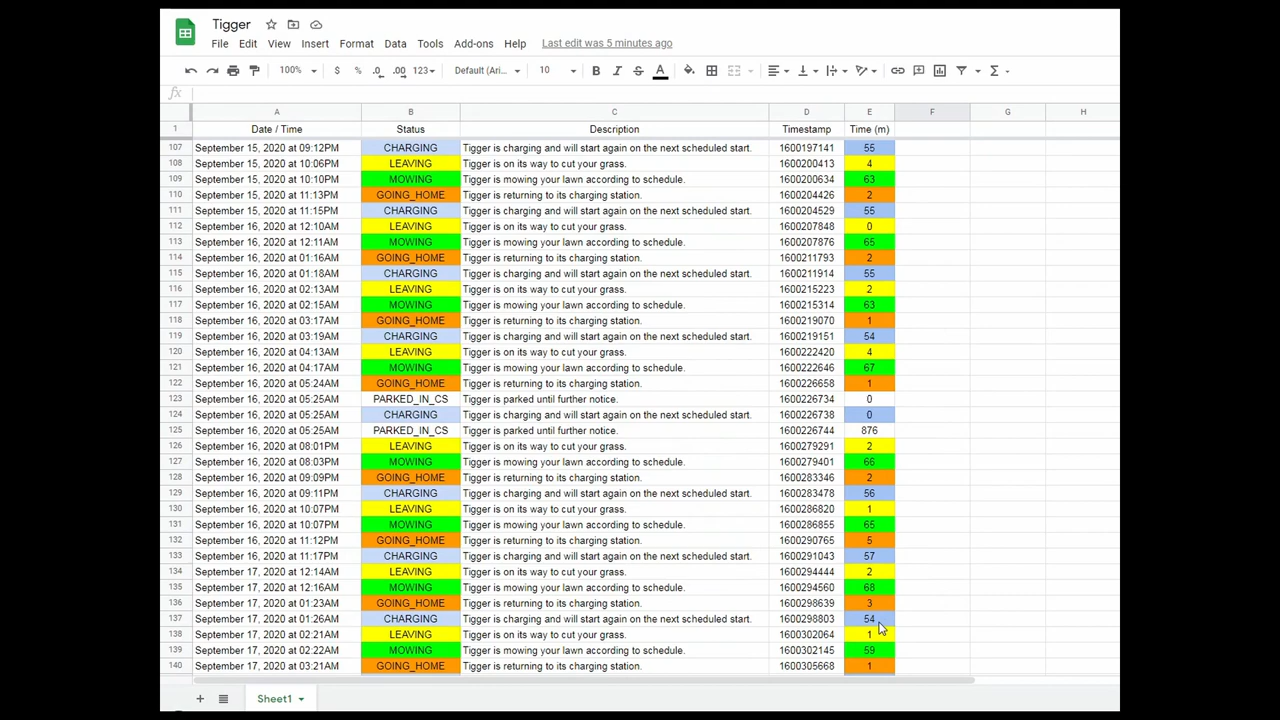 Tigger
File Edit View Insert Format Data Tools Add-ons Help Last edit was 5 minutes ago
100% $ % .0 .00 123 Default (Ari... 10 B I S A
fx
A B C D E F G H
1 Date / Time Status Description Timestamp Time (m)
107 September 15, 2020 at 09:12PM CHARGING Tigger is charging and will start again on the next scheduled start. 1600197141 55
108 September 15, 2020 at 10:06PM LEAVING Tigger is on its way to cut your grass. 1600200413 4
109 September 15, 2020 at 10:10PM MOWING Tigger is mowing your lawn according to schedule. 1600200634 63
110 September 15, 2020 at 11:13PM GOING_HOME Tigger is returning to its charging station. 1600204426 2
111 September 15, 2020 at 11:15PM CHARGING Tigger is charging and will start again on the next scheduled start. 1600204529 55
112 September 16, 2020 at 12:10AM LEAVING Tigger is on its way to cut your grass. 1600207848 0
113 September 16, 2020 at 12:11AM MOWING Tigger is mowing your lawn according to schedule. 1600207876 65
114 September 16, 2020 at 01:16AM GOING_HOME Tigger is returning to its charging station. 1600211793 2
115 September 16, 2020 at 01:18AM CHARGING Tigger is charging and will start again on the next scheduled start. 1600211914 55
116 September 16, 2020 at 02:13AM LEAVING Tigger is on its way to cut your grass. 1600215223 2
117 September 16, 2020 at 02:15AM MOWING Tigger is mowing your lawn according to schedule. 1600215314 63
118 September 16, 2020 at 03:17AM GOING_HOME Tigger is returning to its charging station. 1600219070 1
119 September 16, 2020 at 03:19AM CHARGING Tigger is charging and will start again on the next scheduled start. 1600219151 54
120 September 16, 2020 at 04:13AM LEAVING Tigger is on its way to cut your grass. 1600222420 4
121 September 16, 2020 at 04:17AM MOWING Tigger is mowing your lawn according to schedule. 1600222646 67
122 September 16, 2020 at 05:24AM GOING_HOME Tigger is returning to its charging station. 1600226658 1
123 September 16, 2020 at 05:25AM PARKED_IN_CS Tigger is parked until further notice. 1600226734 0
124 September 16, 2020 at 05:25AM CHARGING Tigger is charging and will start again on the next scheduled start. 1600226738 0
125 September 16, 2020 at 05:25AM PARKED_IN_CS Tigger is parked until further notice. 1600226744 876
126 September 16, 2020 at 08:01PM LEAVING Tigger is on its way to cut your grass. 1600279291 2
127 September 16, 2020 at 08:03PM MOWING Tigger is mowing your lawn according to schedule. 1600279401 66
128 September 16, 2020 at 09:09PM GOING_HOME Tigger is returning to its charging station. 1600283346 2
129 September 16, 2020 at 09:11PM CHARGING Tigger is charging and will start again on the next scheduled start. 1600283478 56
130 September 16, 2020 at 10:07PM LEAVING Tigger is on its way to cut your grass. 1600286820 1
131 September 16, 2020 at 10:07PM MOWING Tigger is mowing your lawn according to schedule. 1600286855 65
132 September 16, 2020 at 11:12PM GOING_HOME Tigger is returning to its charging station. 1600290765 5
133 September 16, 2020 at 11:17PM CHARGING Tigger is charging and will start again on the next scheduled start. 1600291043 57
134 September 17, 2020 at 12:14AM LEAVING Tigger is on its way to cut your grass. 1600294444 2
135 September 17, 2020 at 12:16AM MOWING Tigger is mowing your lawn according to schedule. 1600294560 68
136 September 17, 2020 at 01:23AM GOING_HOME Tigger is returning to its charging station. 1600298639 3
137 September 17, 2020 at 01:26AM CHARGING Tigger is charging and will start again on the next scheduled start. 1600298803 54
138 September 17, 2020 at 02:21AM LEAVING Tigger is on its way to cut your grass. 1600302064 1
139 September 17, 2020 at 02:22AM MOWING Tigger is mowing your lawn according to schedule. 1600302145 59
140 September 17, 2020 at 03:21AM GOING_HOME Tigger is returning to its charging station. 1600305668 1
Sheet1